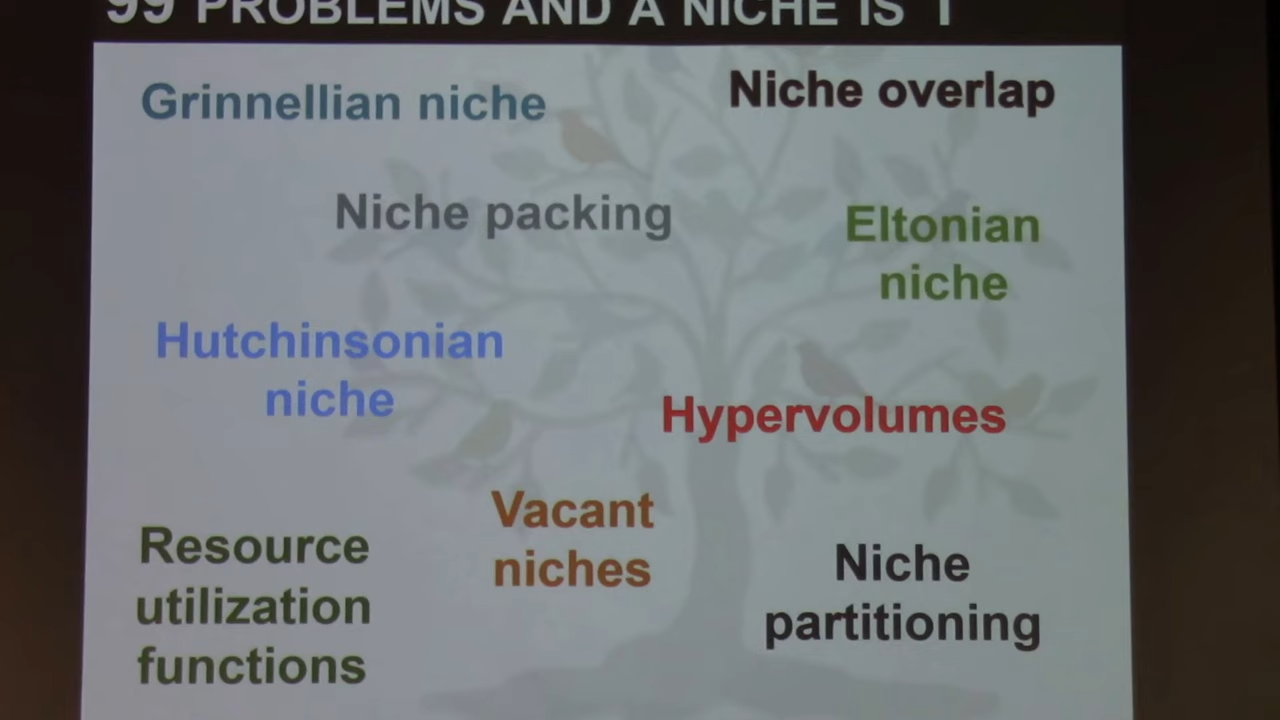 99 PROBLEMS AND A NICHE IS 1
Grinnellian niche
Niche overlap
Niche packing
Eltonian
niche
Hutchinsonian
niche
Hypervolumes
Vacant
niches
Resource
utilization
functions
Niche
partitioning